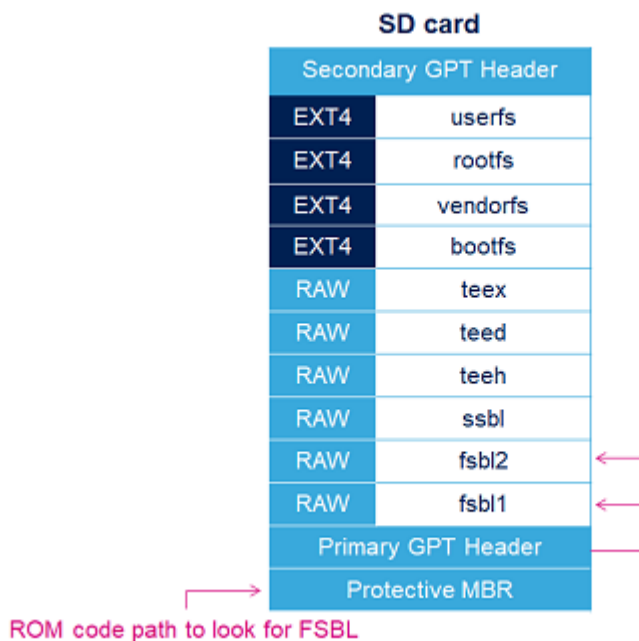 SD card
Secondary GPT Header
EXT4 userfs
EXT4 rootfs
EXT4 vendorfs
EXT4 bootfs
RAW teex
RAW teed
RAW teeh
RAW ssbl
RAW fsbl2
RAW fsbl1
Primary GPT Header
Protective MBR
ROM code path to look for FSBL